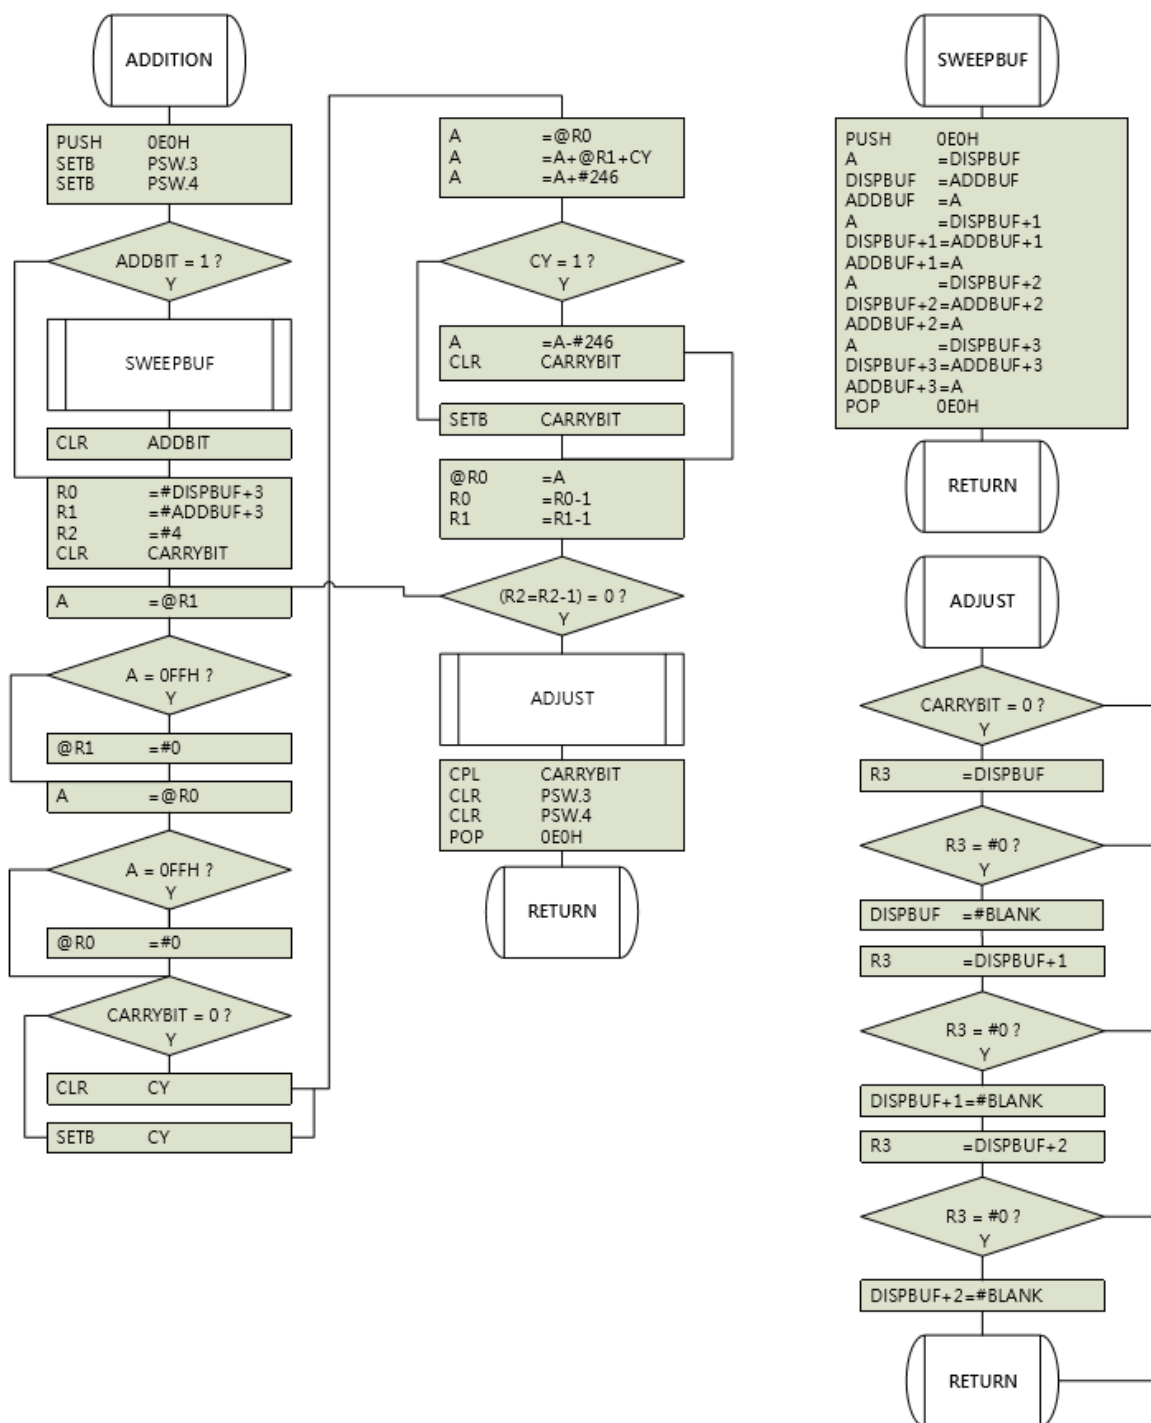 ADDITION
PUSH 0E0H
SETB PSW.3
SETB PSW.4
ADDBIT = 1 ?
Y
SWEEPBUF
CLR ADDBIT
R0 =#DISPBUF+3
R1 =#ADDBUF+3
R2 =#4
CLR CARRYBIT
A =@R1
A = 0FFH ?
Y
@R1 =#0
A =@R0
A = 0FFH ?
Y
@R0 =#0
CARRYBIT = 0 ?
Y
CLR CY
SETB CY
A =@R0
A =A+@R1+CY
A =A+#246
CY = 1 ?
Y
A =A-#246
CLR CARRYBIT
SETB CARRYBIT
@R0 =A
R0 =R0-1
R1 =R1-1
(R2=R2-1) = 0 ?
Y
ADJUST
CPL CARRYBIT
CLR PSW.3
CLR PSW.4
POP 0E0H
RETURN
SWEEPBUF
PUSH 0E0H
A =DISPBUF
DISPBUF =ADDBUF
ADDBUF =A
A =DISPBUF+1
DISPBUF+1=ADDBUF+1
ADDBUF+1=A
A =DISPBUF+2
DISPBUF+2=ADDBUF+2
ADDBUF+2=A
A =DISPBUF+3
DISPBUF+3=ADDBUF+3
ADDBUF+3=A
POP 0E0H
RETURN
ADJUST
CARRYBIT = 0 ?
Y
R3 =DISPBUF
R3 = #0 ?
Y
DISPBUF =#BLANK
R3 =DISPBUF+1
R3 = #0 ?
Y
DISPBUF+1=#BLANK
R3 =DISPBUF+2
R3 = #0 ?
Y
DISPBUF+2=#BLANK
RETURN